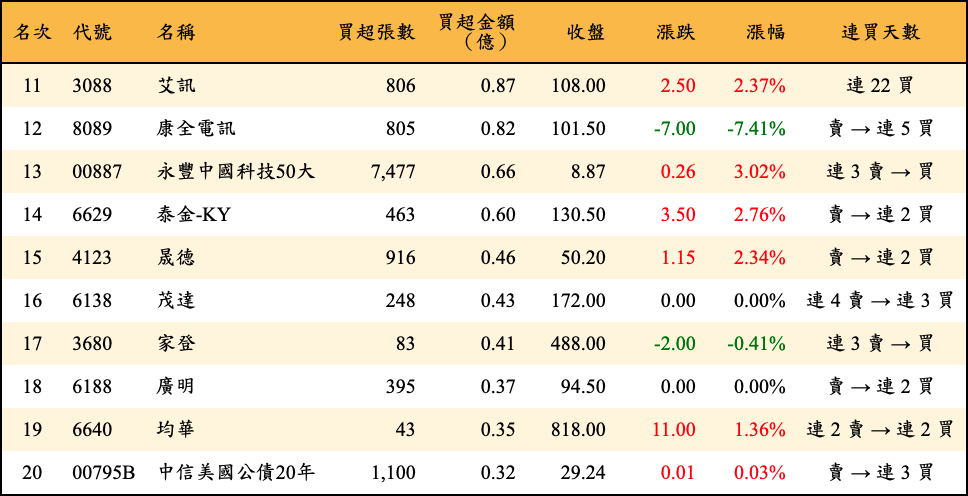 名次 代號 名稱 買超張數 買超金額（億） 收盤 漲跌 漲幅 連買天數
11 3088 艾訊 806 0.87 108.00 2.50 2.37% 連 22 買
12 8089 康全電訊 805 0.82 101.50 -7.00 -7.41% 賣 → 連 5 買
13 00887 永豐中國科技50大 7,477 0.66 8.87 0.26 3.02% 連 3 賣 → 買
14 6629 泰金-KY 463 0.60 130.50 3.50 2.76% 賣 → 連 2 買
15 4123 晟德 916 0.46 50.20 1.15 2.34% 賣 → 連 2 買
16 6138 茂達 248 0.43 172.00 0.00 0.00% 連 4 賣 → 連 3 買
17 3680 家登 83 0.41 488.00 -2.00 -0.41% 連 3 賣 → 買
18 6188 廣明 395 0.37 94.50 0.00 0.00% 賣 → 連 2 買
19 6640 均華 43 0.35 818.00 11.00 1.36% 連 2 賣 → 連 2 買
20 00795B 中信美國公債20年 1,100 0.32 29.24 0.01 0.03% 賣 → 連 3 買